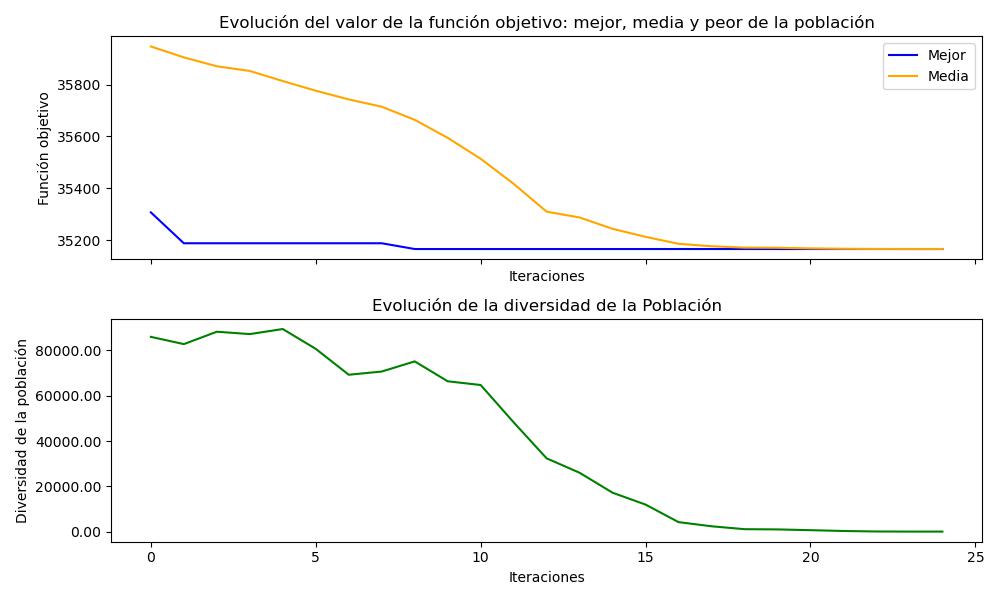 Evolución del valor de la función objetivo: mejor, media y peor de la población
Mejor
Media
35800
35600
35400
35200
Función objetivo
Iteraciones
Evolución de la diversidad de la Población
80000.00
60000.00
40000.00
20000.00
0.00
Diversidad de la población
0 5 10 15 20 25
Iteraciones